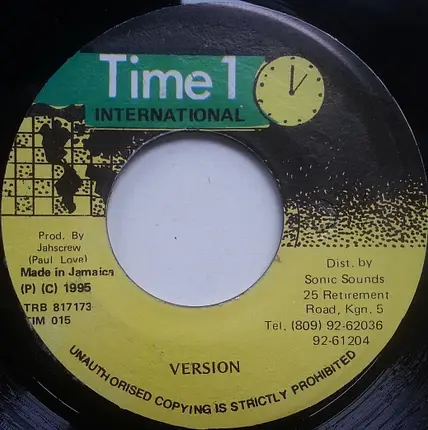 Time 1
INTERNATIONAL
Prod. By
Jahscrew
(Paul Love)
Made in Jamaica
(P) (C) 1995
TRB 817173
TIM 015
Dist. by
Sonic Sounds
25 Retirement
Road, Kgn. 5
Tel. (809) 92-62036
92-61204
VERSION
UNAUTHORISED COPYING IS STRICTLY PROHIBITED